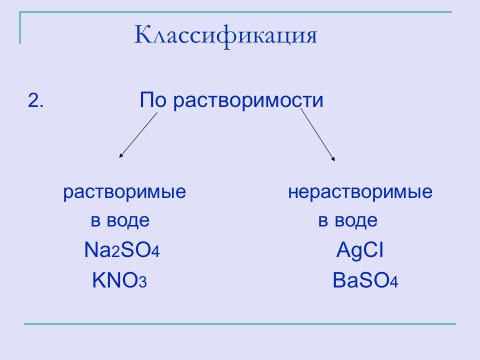 Классификация
2. По растворимости
растворимые нерастворимые
в воде в воде
Na2SO4 AgCl
KNO3 BaSO4